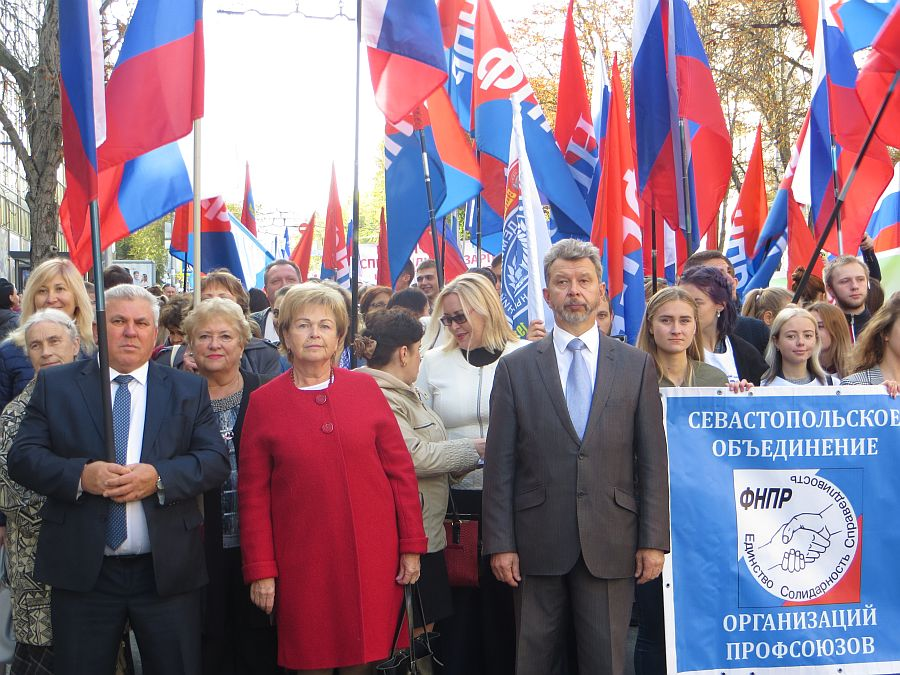 СЕВАСТОПОЛЬСКОЕ
ОБЪЕДИНЕНИЕ
ФНПР
Единство Солидарность Справедливость
ОРГАНИЗАЦИЙ
ПРОФСОЮЗОВ